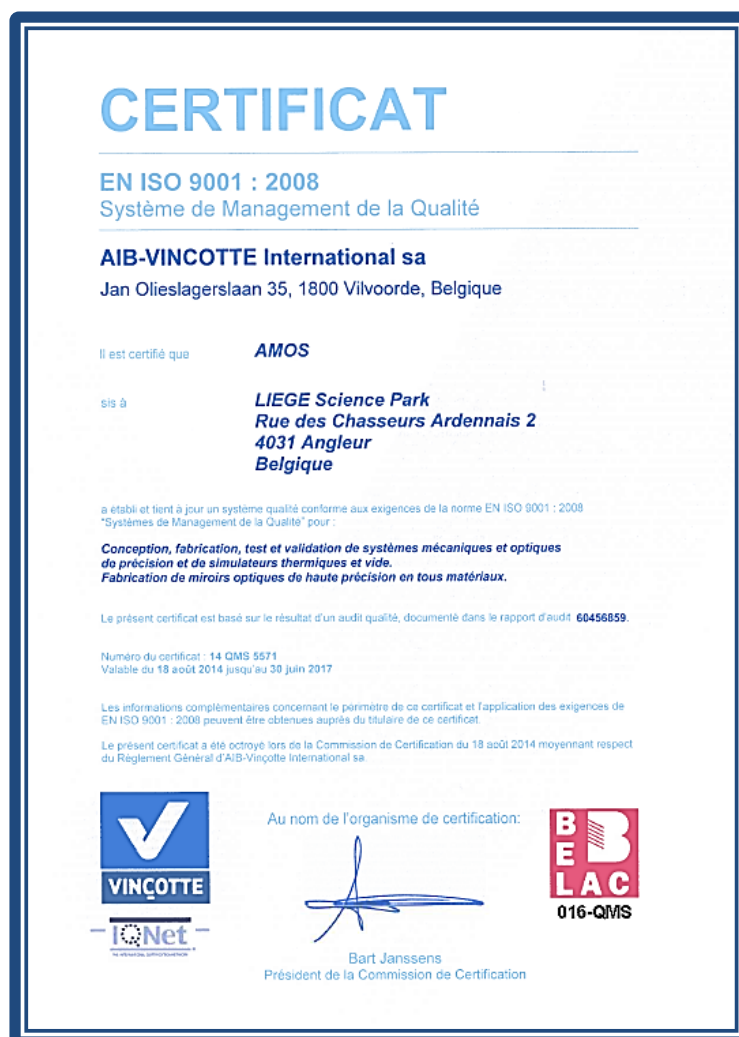 CERTIFICAT
EN ISO 9001 : 2008
Système de Management de la Qualité
AIB-VINCOTTE International sa
Jan Olieslagerslaan 35, 1800 Vilvoorde, Belgique
Il est certifié que AMOS
sis à LIEGE Science Park
Rue des Chasseurs Ardennais 2
4031 Angleur
Belgique
a établi et tient à jour un système qualité conforme aux exigences de la norme EN ISO 9001 : 2008
"Systèmes de Management de la Qualité" pour :
Conception, fabrication, test et validation de systèmes mécaniques et optiques
de précision et de simulateurs thermiques et vide.
Fabrication de miroirs optiques de haute précision en tous matériaux.
Le présent certificat est basé sur le résultat d'un audit qualité, documenté dans le rapport d'audit 60456859.
Numéro du certificat : 14 QMS 5571
Valable du 18 août 2014 jusqu'au 30 juin 2017
Les informations complémentaires concernant le périmètre de ce certificat et l'application des exigences de
EN ISO 9001 : 2008 peuvent être obtenues auprès du titulaire de ce certificat
Le présent certificat a été octroyé lors de la Commission de Certification du 18 août 2014 moyennant respect
du Règlement Général d'AIB-Vinçotte International sa
Au nom de l'organisme de certification:
VINÇOTTE
IQNet
BELAC
016-QMS
Bart Janssens
Président de la Commission de Certification